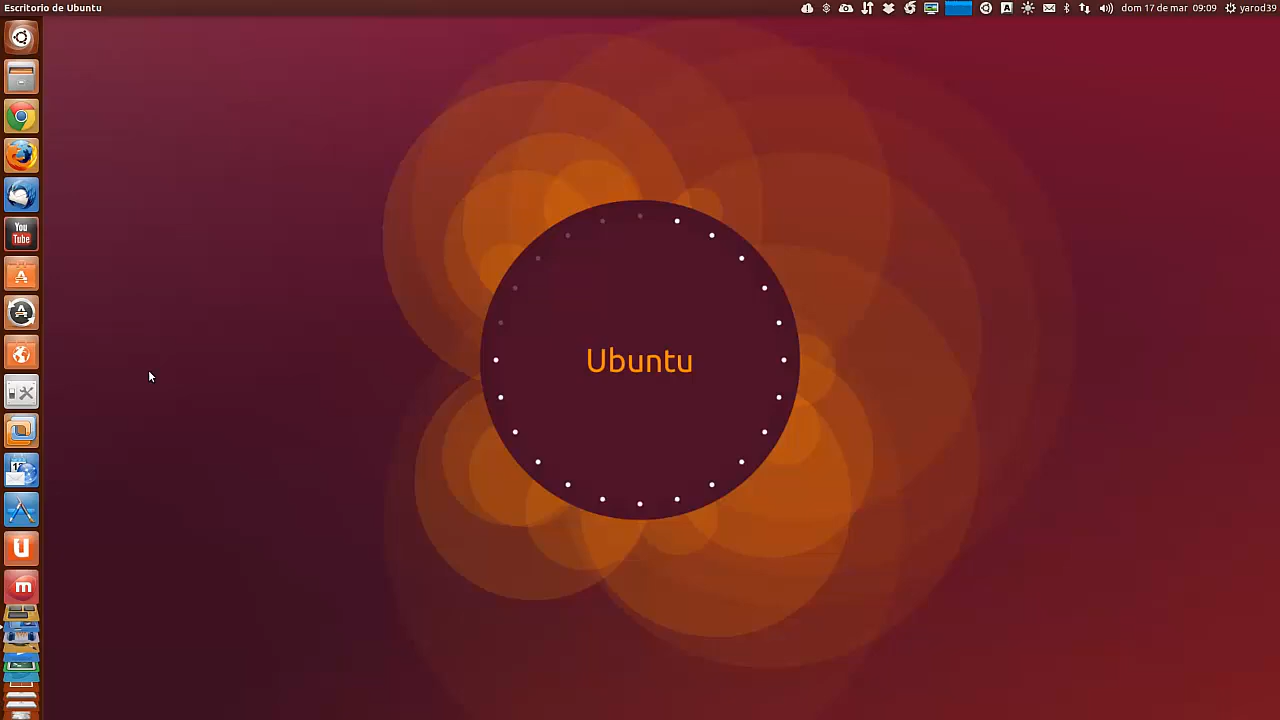 Escritorio de Ubuntu
A
dom 17 de mar 09:09 yarod39
You
Tube
Ubuntu
u
m